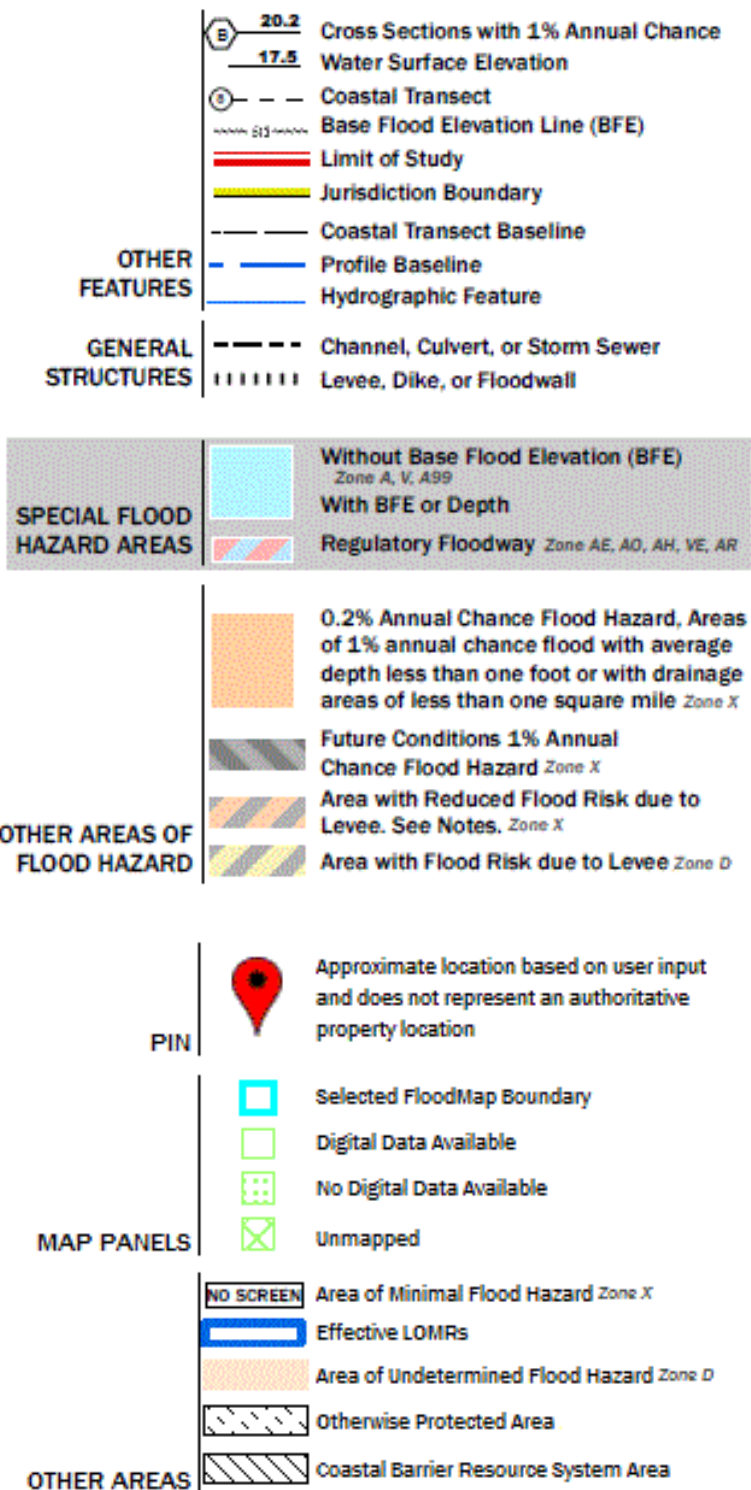 B 20.2 Cross Sections with 1% Annual Chance
17.5 Water Surface Elevation
8 Coastal Transect
513 Base Flood Elevation Line (BFE)
Limit of Study
Jurisdiction Boundary
Coastal Transect Baseline
OTHER FEATURES
Profile Baseline
Hydrographic Feature
GENERAL STRUCTURES
Channel, Culvert, or Storm Sewer
Levee, Dike, or Floodwall
SPECIAL FLOOD HAZARD AREAS
Without Base Flood Elevation (BFE)
Zone A, V, A99
With BFE or Depth
Regulatory Floodway Zone AE, AO, AH, VE, AR
0.2% Annual Chance Flood Hazard, Areas
of 1% annual chance flood with average
depth less than one foot or with drainage
areas of less than one square mile Zone X
Future Conditions 1% Annual
Chance Flood Hazard Zone X
Area with Reduced Flood Risk due to
Levee. See Notes. Zone X
OTHER AREAS OF
FLOOD HAZARD
Area with Flood Risk due to Levee Zone D
Approximate location based on user input
and does not represent an authoritative
property location
PIN
Selected FloodMap Boundary
Digital Data Available
No Digital Data Available
MAP PANELS
Unmapped
NO SCREEN Area of Minimal Flood Hazard Zone X
Effective LOMRs
Area of Undetermined Flood Hazard Zone D
Otherwise Protected Area
OTHER AREAS
Coastal Barrier Resource System Area